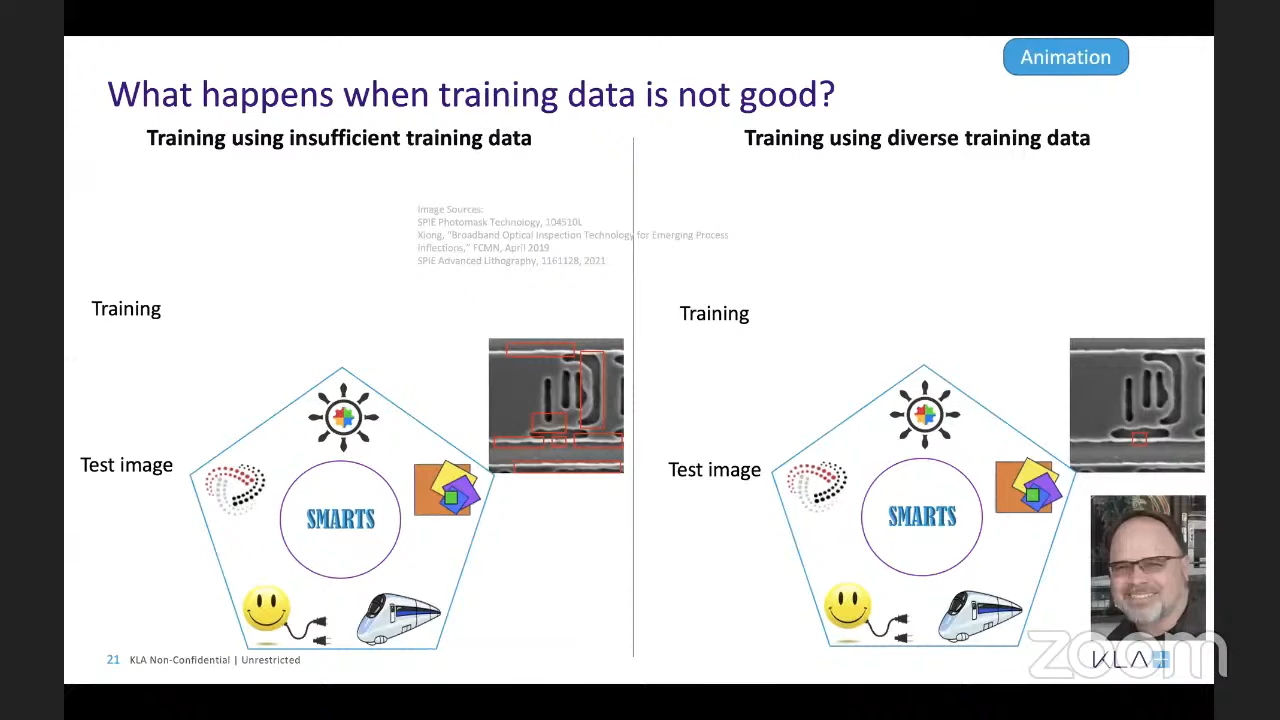 Animation
What happens when training data is not good?
Training using insufficient training data
Training using diverse training data
Image Sources:
SPIE Photomask Technology, 104510L
Xiong, "Broadband Optical Inspection Technology for Emerging Process
Inflections," FCMN, April 2019
SPIE Advanced Lithography, 1161128, 2021
Training
Training
Test image
Test image
SMARTS
SMARTS
21 KLA Non-Confidential | Unrestricted
KLA
zoom